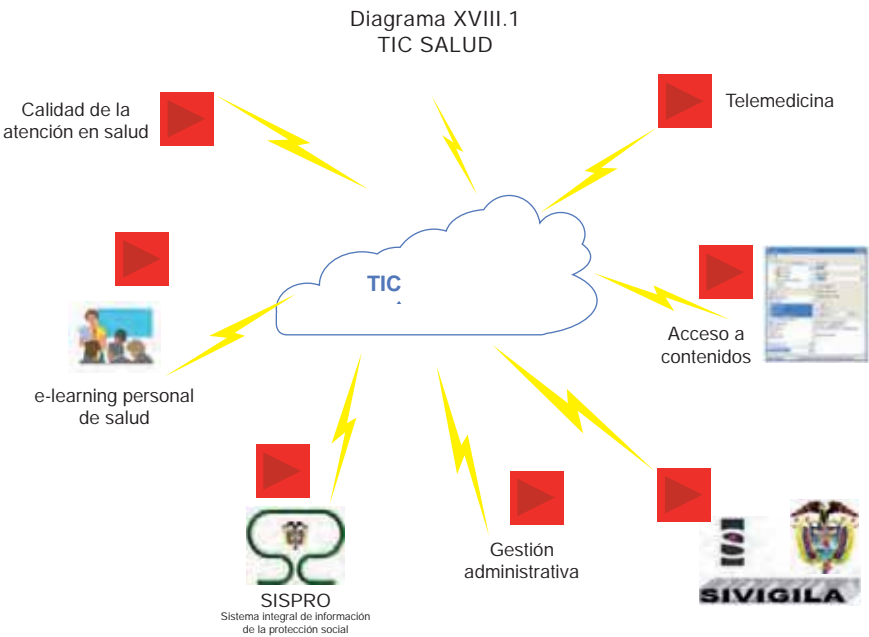 Diagrama XVIII.1
TIC SALUD
Calidad de la
atención en salud
Telemedicina
TIC
Acceso a
contenidos
e-learning personal
de salud
Gestión
administrativa
SISPRO
Sistema integral de información
de la protección social
SIVIGILA